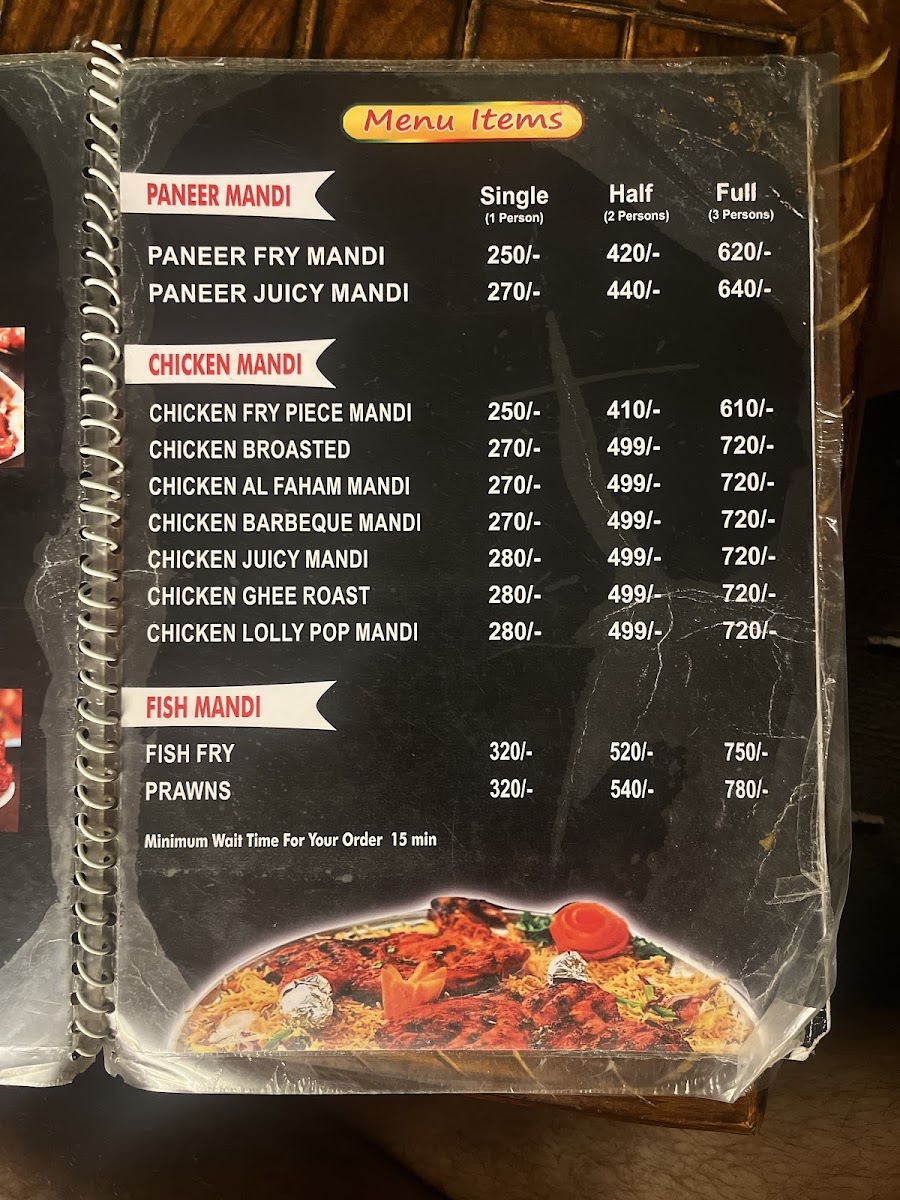 Menu Items
PANEER MANDI Single Half Full
(1 Person) (2 Persons) (3 Persons)
PANEER FRY MANDI 250/- 420/- 620/-
PANEER JUICY MANDI 270/- 440/- 640/-
CHICKEN MANDI
CHICKEN FRY PIECE MANDI 250/- 410/- 610/-
CHICKEN BROASTED 270/- 499/- 720/-
CHICKEN AL FAHAM MANDI 270/- 499/- 720/-
CHICKEN BARBEQUE MANDI 270/- 499/- 720/-
CHICKEN JUICY MANDI 280/- 499/- 720/-
CHICKEN GHEE ROAST 280/- 499/- 720/-
CHICKEN LOLLY POP MANDI 280/- 499/- 720/-
FISH MANDI
FISH FRY 320/- 520/- 750/-
PRAWNS 320/- 540/- 780/-
Minimum Wait Time For Your Order 15 min